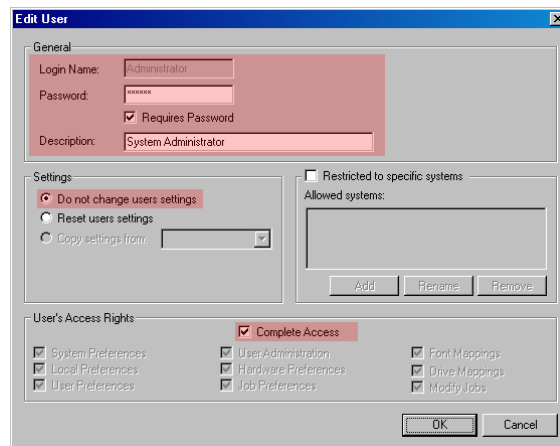 Edit User
General
Login Name: Administrator
Password: ******
Requires Password
Description: System Administrator
Settings
Do not change users settings
Reset users settings
Copy settings from:
Restricted to specific systems
Allowed systems:
Add Rename Remove
User's Access Rights
Complete Access
System Preferences User Administration Font Mappings
Local Preferences Hardware Preferences Drive Mappings
User Preferences Job Preferences Modify Jobs
OK Cancel